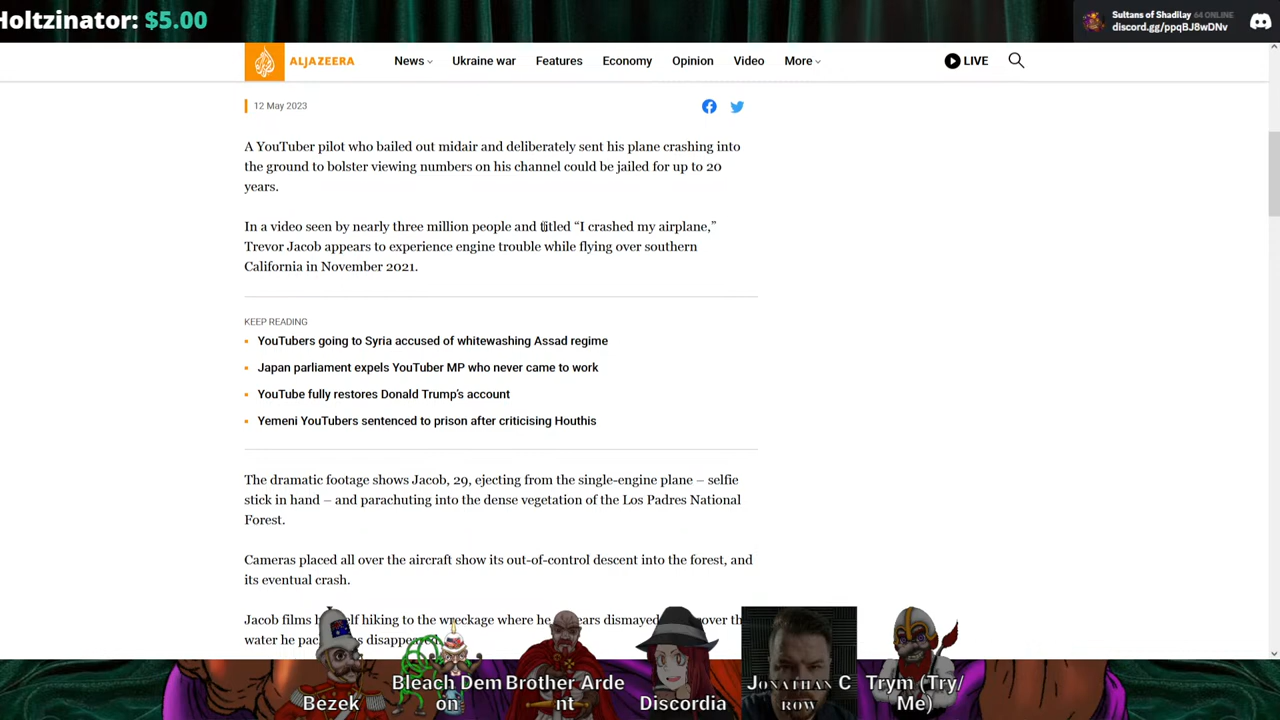 Holtzinator: $5.00
Sultans of Shadilay 64 ONLINE
discord.gg/ppqBJ8wDNv
ALJAZEERA News Ukraine war Features Economy Opinion Video More LIVE
12 May 2023
A YouTuber pilot who bailed out midair and deliberately sent his plane crashing into
the ground to bolster viewing numbers on his channel could be jailed for up to 20
years.
In a video seen by nearly three million people and titled “I crashed my airplane,”
Trevor Jacob appears to experience engine trouble while flying over southern
California in November 2021.
KEEP READING
YouTubers going to Syria accused of whitewashing Assad regime
Japan parliament expels YouTuber MP who never came to work
YouTube fully restores Donald Trump’s account
Yemeni YouTubers sentenced to prison after criticising Houthis
The dramatic footage shows Jacob, 29, ejecting from the single-engine plane – selfie
stick in hand – and parachuting into the dense vegetation of the Los Padres National
Forest.
Cameras placed all over the aircraft show its out-of-control descent into the forest, and
its eventual crash.
Jacob films hiking to the wreckage where he dismayed
water he
Bezek
Bleach Dem
on
Brother Arde
nt
Discordia
Jonathan C
row
Trym (Try/
Me)